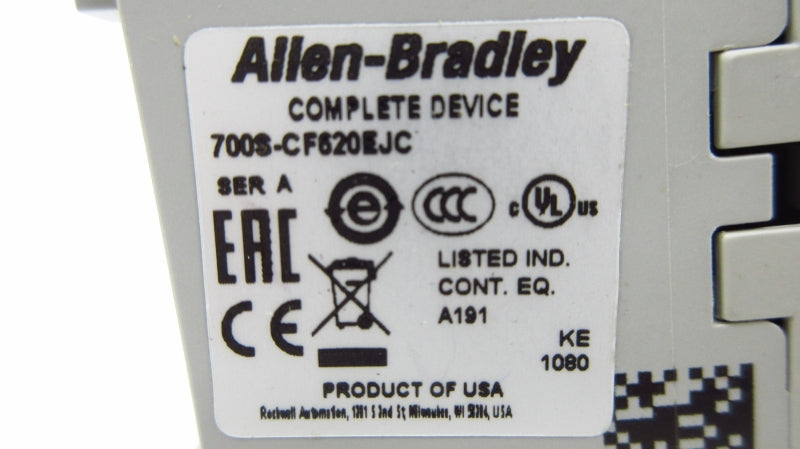 Allen-Bradley
COMPLETE DEVICE
700S-CF620EJC
SER A
EAC
CE
e
CCC
c UL us
LISTED IND.
CONT. EQ.
A191
KE
1080
PRODUCT OF USA
Rockwell Automation, 1201 S 2nd St, Milwaukee, WI 53204, USA